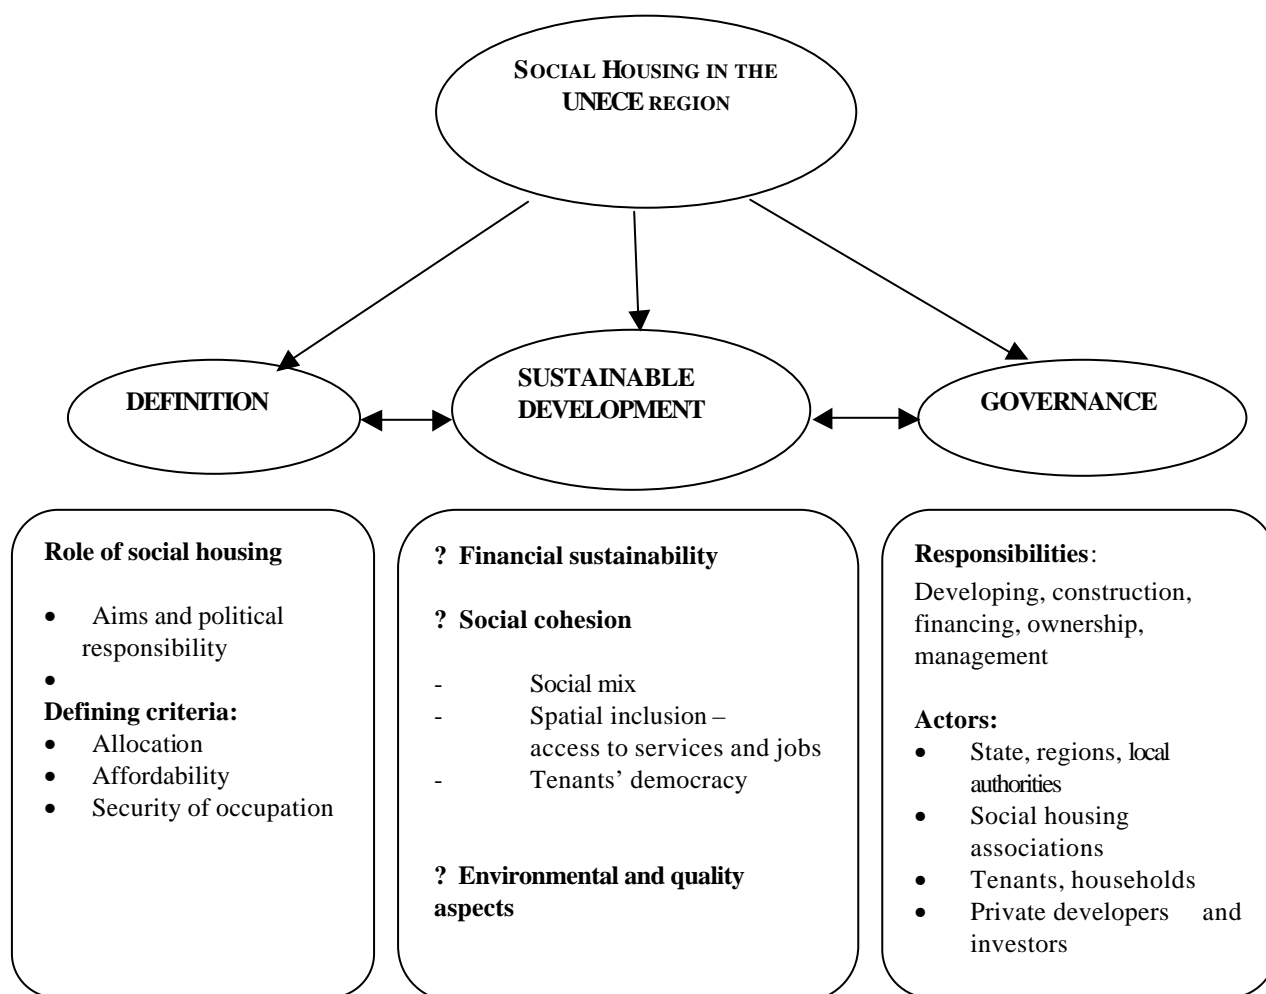 SOCIAL HOUSING IN THE
UNECE REGION
DEFINITION
SUSTAINABLE
DEVELOPMENT
GOVERNANCE
Role of social housing
• Aims and political
responsibility
•
Defining criteria:
• Allocation
• Affordability
• Security of occupation
? Financial sustainability
? Social cohesion
- Social mix
- Spatial inclusion –
access to services and jobs
- Tenants’ democracy
? Environmental and quality
aspects
Responsibilities:
Developing, construction,
financing, ownership,
management
Actors:
• State, regions, local
authorities
• Social housing
associations
• Tenants, households
• Private developers and
investors